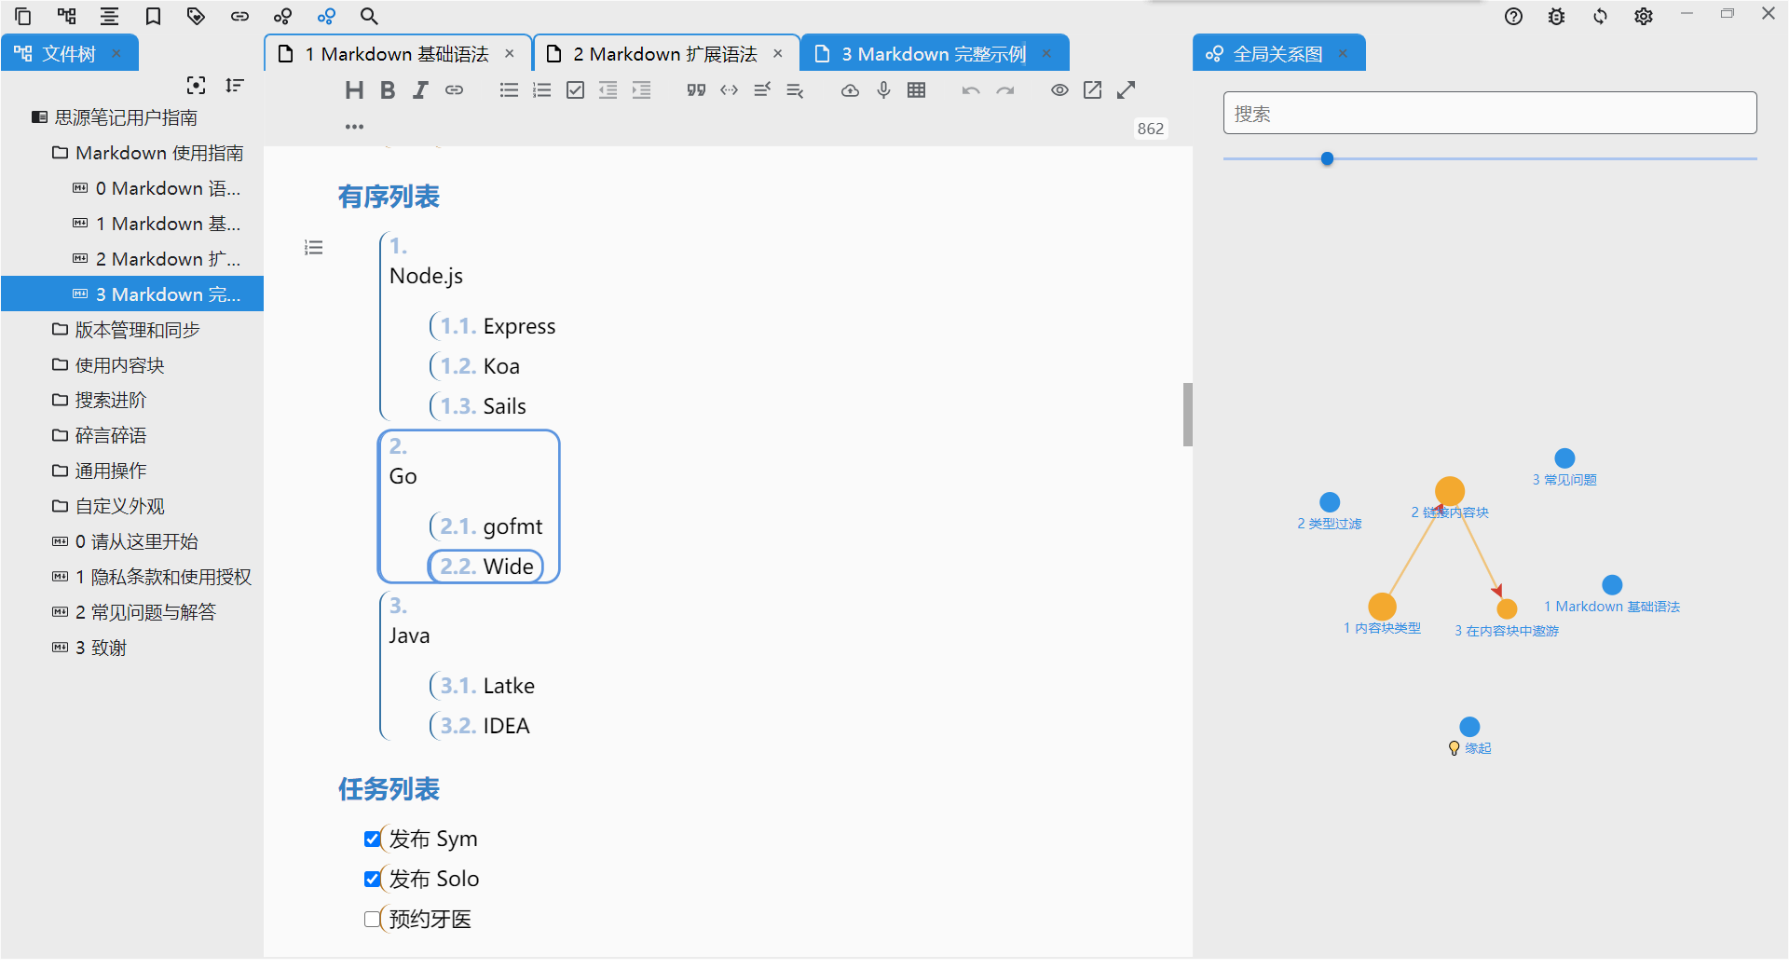 文件树
1 Markdown 基础语法
2 Markdown 扩展语法
3 Markdown 完整示例
全局关系图
862
搜索
思源笔记用户指南
Markdown 使用指南
0 Markdown 语...
1 Markdown 基...
2 Markdown 扩...
3 Markdown 完...
版本管理和同步
使用内容块
搜索进阶
碎言碎语
通用操作
自定义外观
0 请从这里开始
1 隐私条款和使用授权
2 常见问题与解答
3 致谢
有序列表
1.
Node.js
1.1. Express
1.2. Koa
1.3. Sails
2.
Go
2.1. gofmt
2.2. Wide
3.
Java
3.1. Latke
3.2. IDEA
任务列表
发布 Sym
发布 Solo
预约牙医
3 常见问题
2 链接内容块
2 类型过滤
1 Markdown 基础语法
1 内容块类型
3 在内容块中遨游
缘起